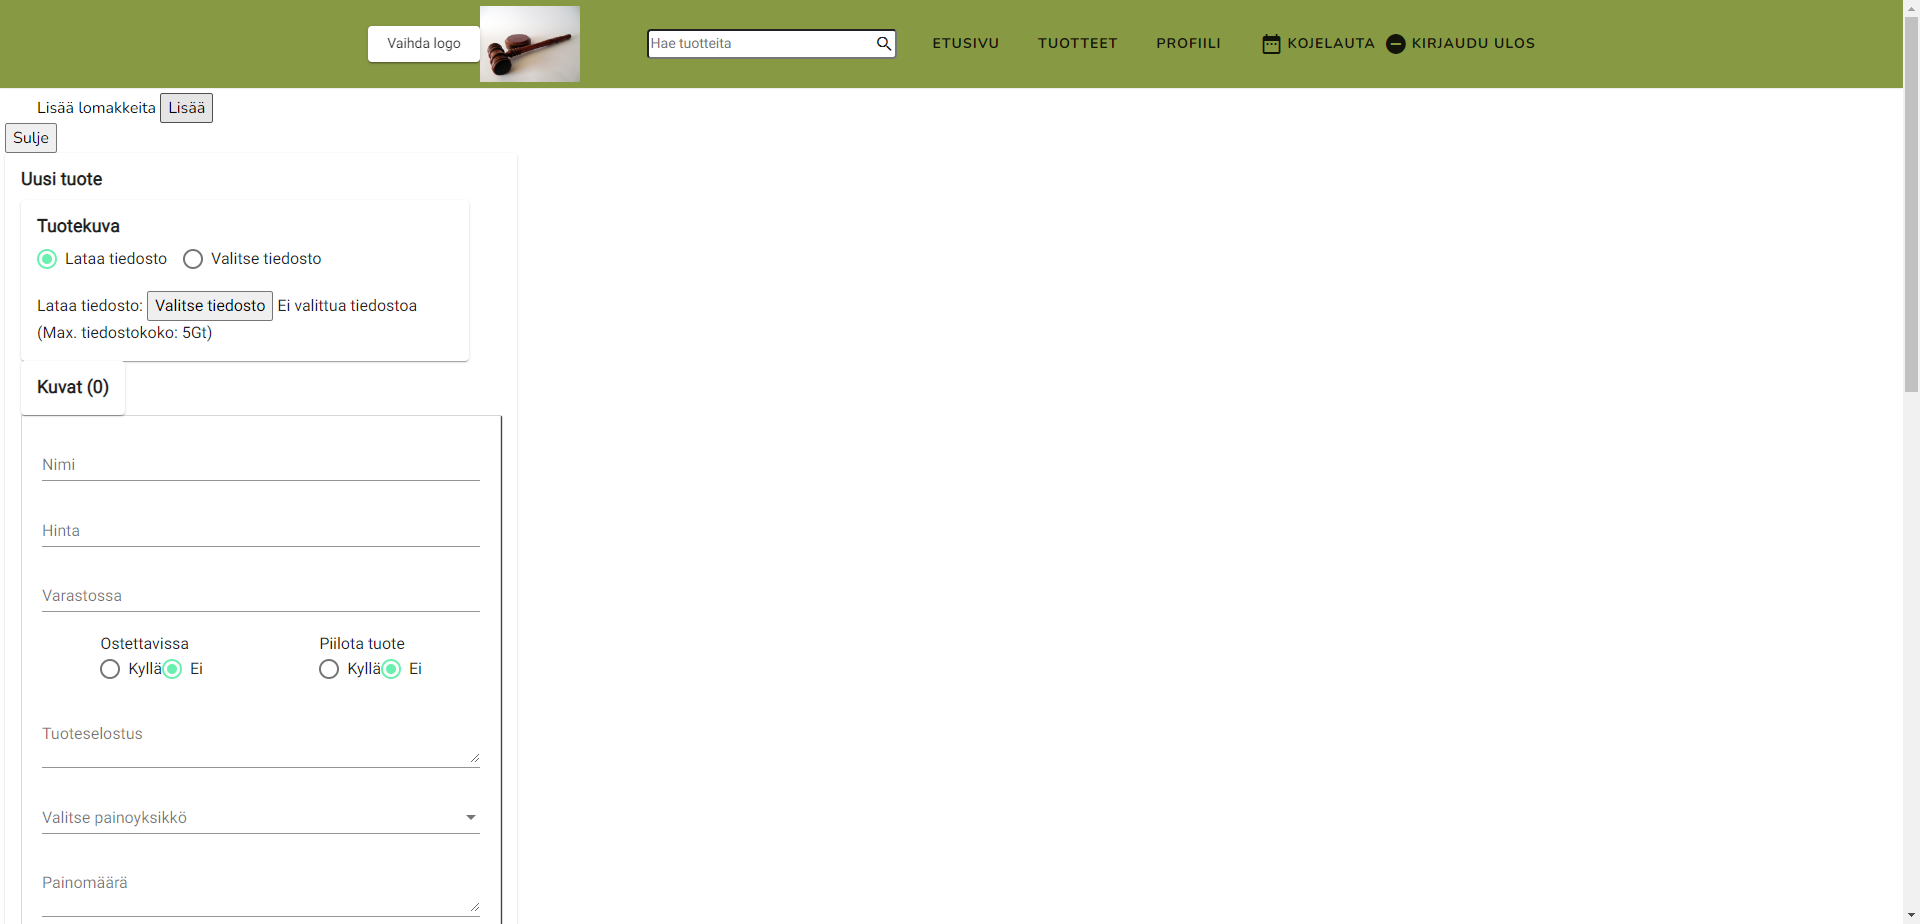 Vaihda logo
Hae tuotteita
ETUSIVU
TUOTTEET
PROFIILI
KOJELAUTA
KIRJAUDU ULOS
Lisää lomakkeita Lisää
Sulje
Uusi tuote
Tuotekuva
Lataa tiedosto Valitse tiedosto
Lataa tiedosto: Valitse tiedosto Ei valittua tiedostoa
(Max. tiedostokoko: 5Gt)
Kuvat (0)
Nimi
Hinta
Varastossa
Ostettavissa Piilota tuote
Kyllä Ei Kyllä Ei
Tuoteselostus
Valitse painoyksikkö
Painomäärä